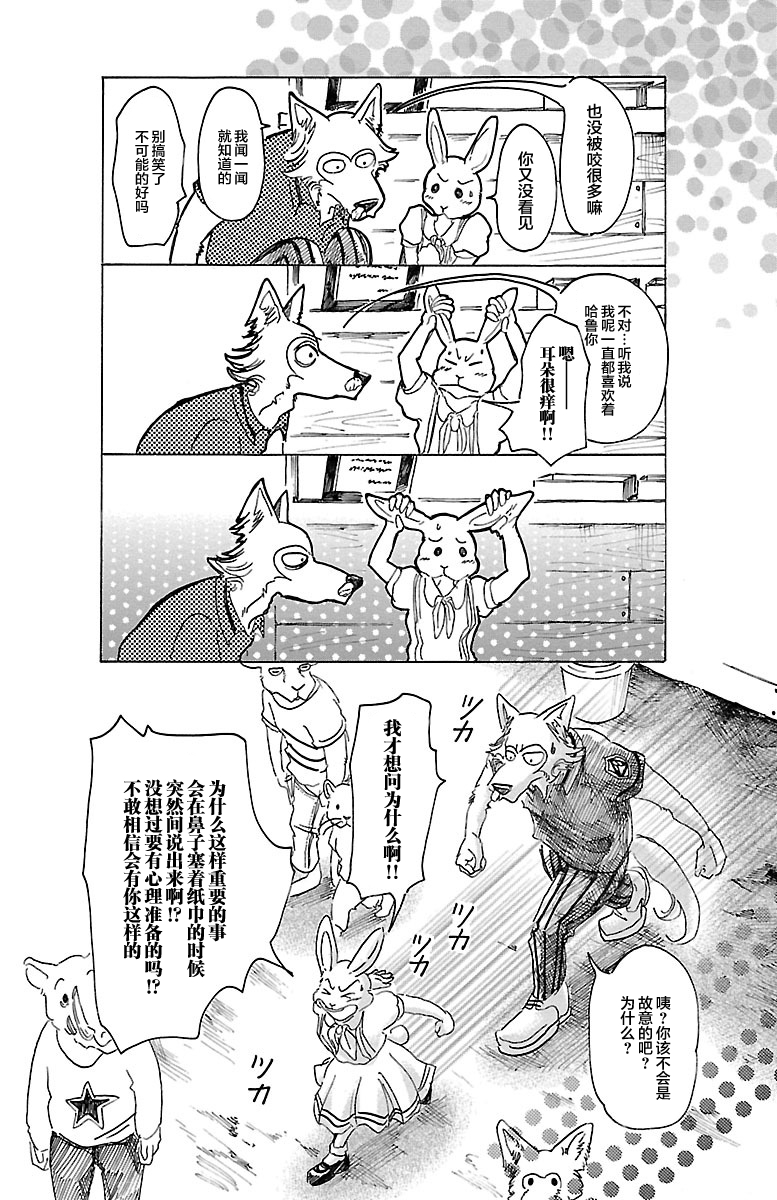 也没被咬很多嘛
你又没看见
我闻一闻
就知道的
别搞笑了
不可能的好吗
不对…听我说
我呢一直都喜欢着
哈鲁你
嗯——
耳朵很痒啊!!
ツカ
我才想问为什么啊!!
为什么这样重要的事
会在鼻子塞着纸巾的时候
突然间说出来啊!?
没想过要有心理准备的吗!?
不敢相信会有你这样的
ツカ
ツカ
咦?你该不会是
故意的吧?
为什么?
ツカ